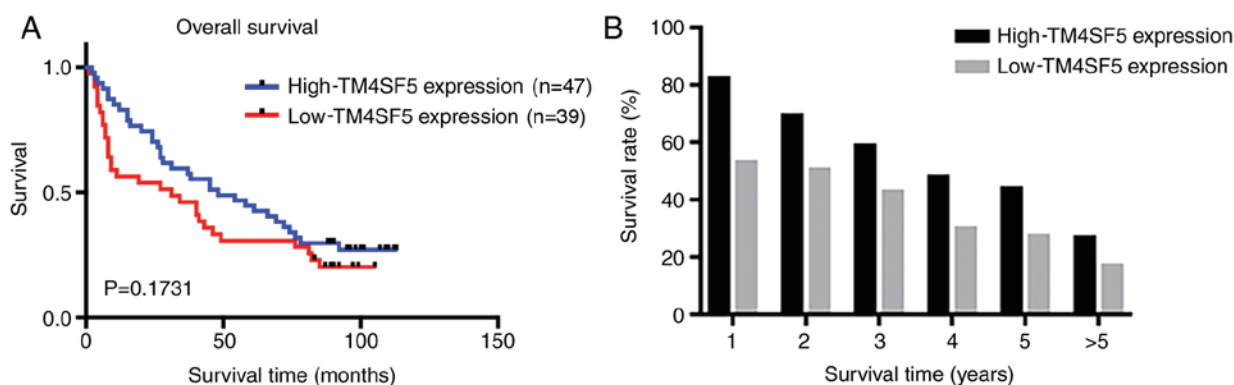 A
Overall survival
1.0
0.5
0.0
Survival
High-TM4SF5 expression (n=47)
Low-TM4SF5 expression (n=39)
P=0.1731
0 50 100 150
Survival time (months)
B
100
80
60
40
20
0
Survival rate (%)
High-TM4SF5 expression
Low-TM4SF5 expression
1 2 3 4 5 >5
Survival time (years)